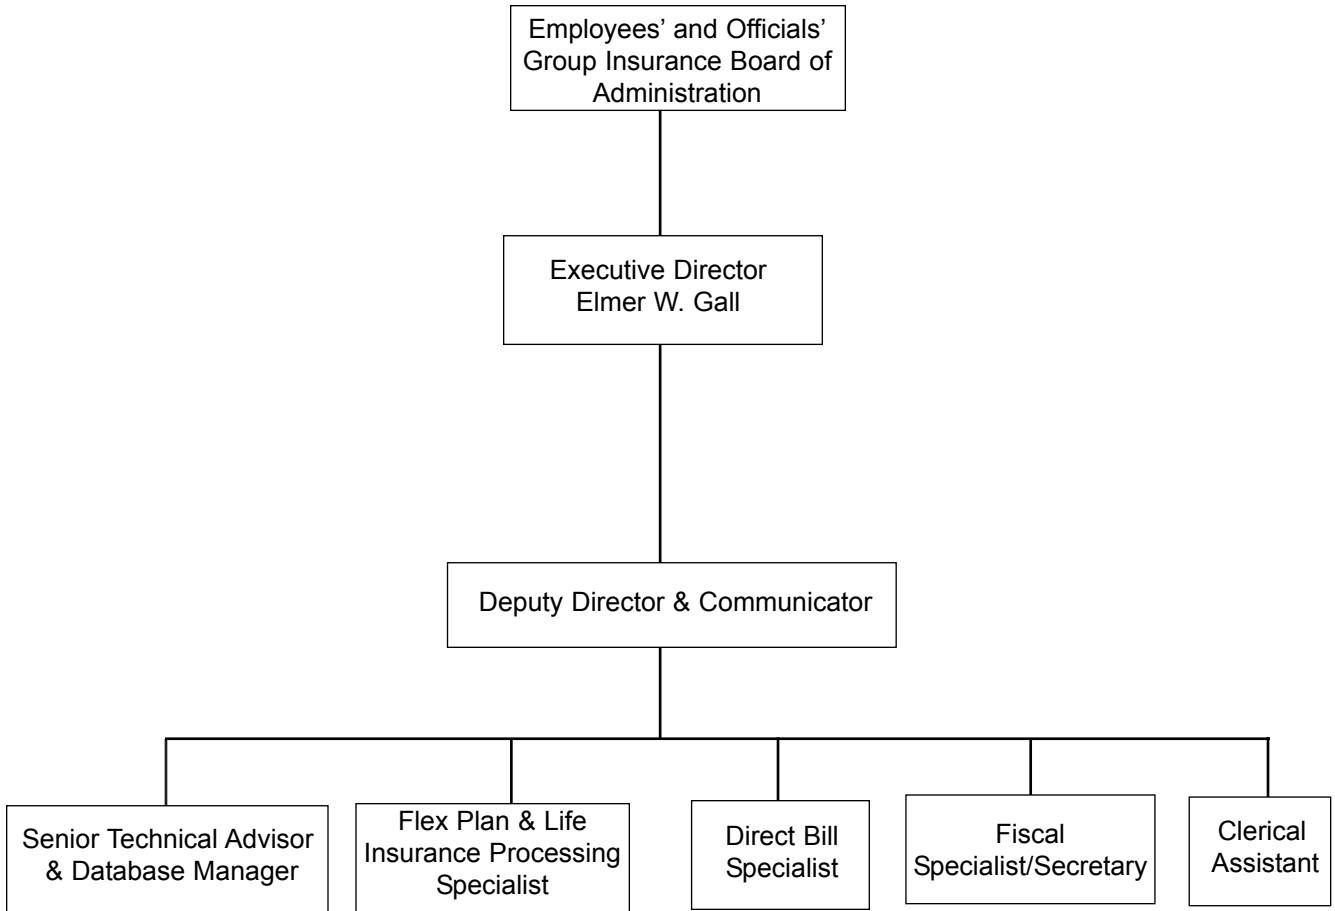 Employees’ and Officials’
Group Insurance Board of
Administration
Executive Director
Elmer W. Gall
Deputy Director & Communicator
Senior Technical Advisor
& Database Manager
Flex Plan & Life
Insurance Processing
Specialist
Direct Bill
Specialist
Fiscal
Specialist/Secretary
Clerical
Assistant